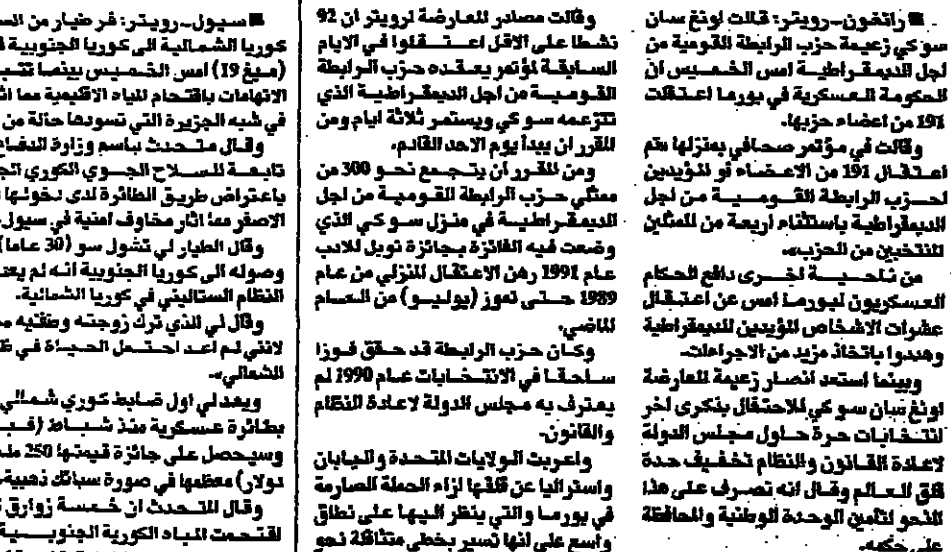 ■ رانغون-رويتر: قالت اونغ سان
سو كي زعيمة حزب الرابطة القومية من
اجل الديمقراطية امس الخميس ان
الحكومة العسكرية في بورما اعتقلت
191 من اعضاء حزبها.
وقالت في مؤتمر صحافي بمنزلها «تم
اعتقال 191 من الاعضاء او المؤيدين
لحزب الرابطة القومية من اجل
الديمقراطية باستثناء اربعة من الممثلين
المنتخبين من الحزب».
من ناحية اخرى دافع الحكام
العسكريون لبورما امس عن اعتقال
عشرات الاشخاص المؤيدين للديمقراطية
وهددوا باتخاذ مزيد من الاجراءات.
وبينما استعد انصار زعيمة المعارضة
اونغ سان سو كي للاحتفال بذكرى اخر
انتخابات حرة حاول مجلس الدولة
لاعادة القانون والنظام تخفيف حدة
قلق العالم وقال انه تصرف على هذا
النحو لتأمين الوحدة الوطنية والمحافظة
على حكمه.
وقالت مصادر للمعارضة لرويتر ان 92
نشطا على الاقل اعتقلوا في الايام
السابقة لمؤتمر يعقده حزب الرابطة
القومية من اجل الديمقراطية الذي
تتزعمه سو كي ويستمر ثلاثة ايام ومن
المقرر ان يبدأ يوم الاحد القادم.
ومن المقرر ان يتجمع نحو 300 من
ممثلي حزب الرابطة القومية من اجل
الديمقراطية في منزل سو كي الذي
وضعت فيه الفائزة بجائزة نوبل للادب
عام 1991 رهن الاعتقال المنزلي من عام
1989 حتى تموز (يوليو) من العام
الماضي.
وكان حزب الرابطة قد حقق فوزا
ساحقا في الانتخابات عام 1990 لم
يعترف به مجلس الدولة لاعادة النظام
والقانون.
واعربت الولايات المتحدة واليابان
واستراليا عن قلقها ازاء الحملة الصارمة
في بورما والتي ينظر اليها على نطاق
واسع على انها تسير بخطى متثاقلة نحو
■ سيول-رويتر: فر طيار من
كوريا الشمالية الى كوريا الجنوبية
(ميغ 19) امس الخميس بينما
الاتهامات باقتحام المياه الاقليمية مما
في شبه الجزيرة التي تسودها حالة من
وقال متحدث باسم وزارة الدفاع
تابعة للسلاح الجوي الكوري
باعتراض طريق الطائرة لدى دخولها
الاصفر مما اثار مخاوف امنية في سيول.
وقال الطيار لي تشول سو (30 عاما)
وصوله الى كوريا الجنوبية انه لم
النظام الستاليني في كوريا الشمالية.
وقال لي الذي ترك زوجته وطفليه
لانني لم اعد احتمل الحياة في
الشمالي».
ويعد لي اول ضابط كوري شمالي
بطائرة عسكرية منذ شباط
وسيحصل على جائزة قيمتها 250
دولار) معظمها في صورة سبائك ذهبية.
وقال المتحدث ان خمسة زوارق
اقتحمت المياه الكورية الجنوبية